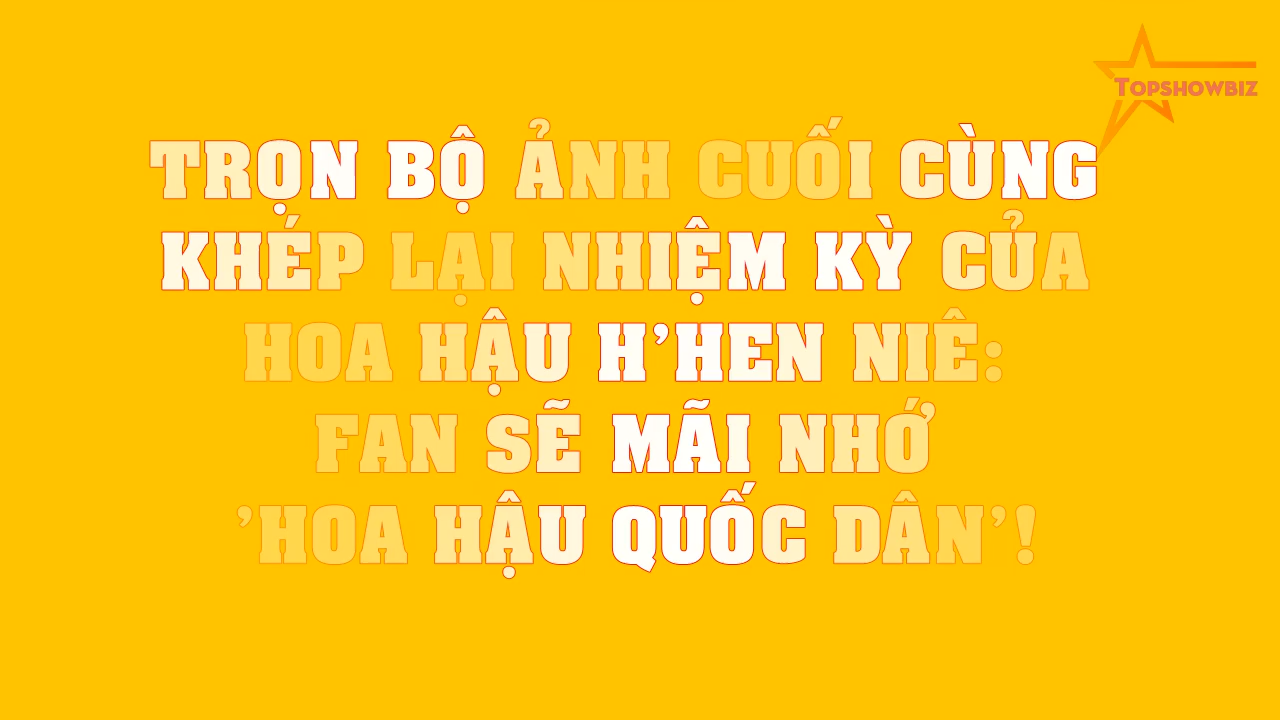 TOPSHOWBIZ
TRỌN BỘ ẢNH CUỐI CÙNG
KHÉP LẠI NHIỆM KỲ CỦA
HOA HẬU H’HEN NIÊ:
FAN SẼ MÃI NHỚ
’HOA HẬU QUỐC DÂN’!